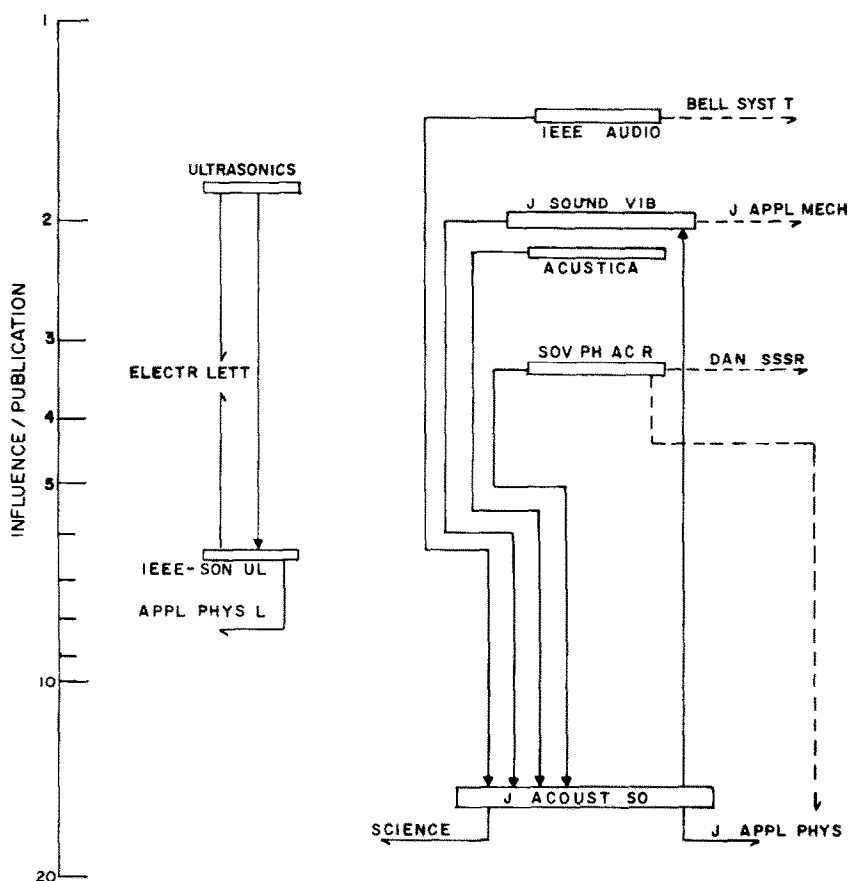 1
BELL SYST T
IEEE AUDIO
ULTRASONICS
J SOUND VIB
2
J APPL MECH
ACUSTICA
3
SOV PH AC R
DAN SSSR
ELECTR LETT
4
INFLUENCE / PUBLICATION
5
IEEE-SON UL
APPL PHYS L
10
J ACOUST SO
SCIENCE
J APPL PHYS
20